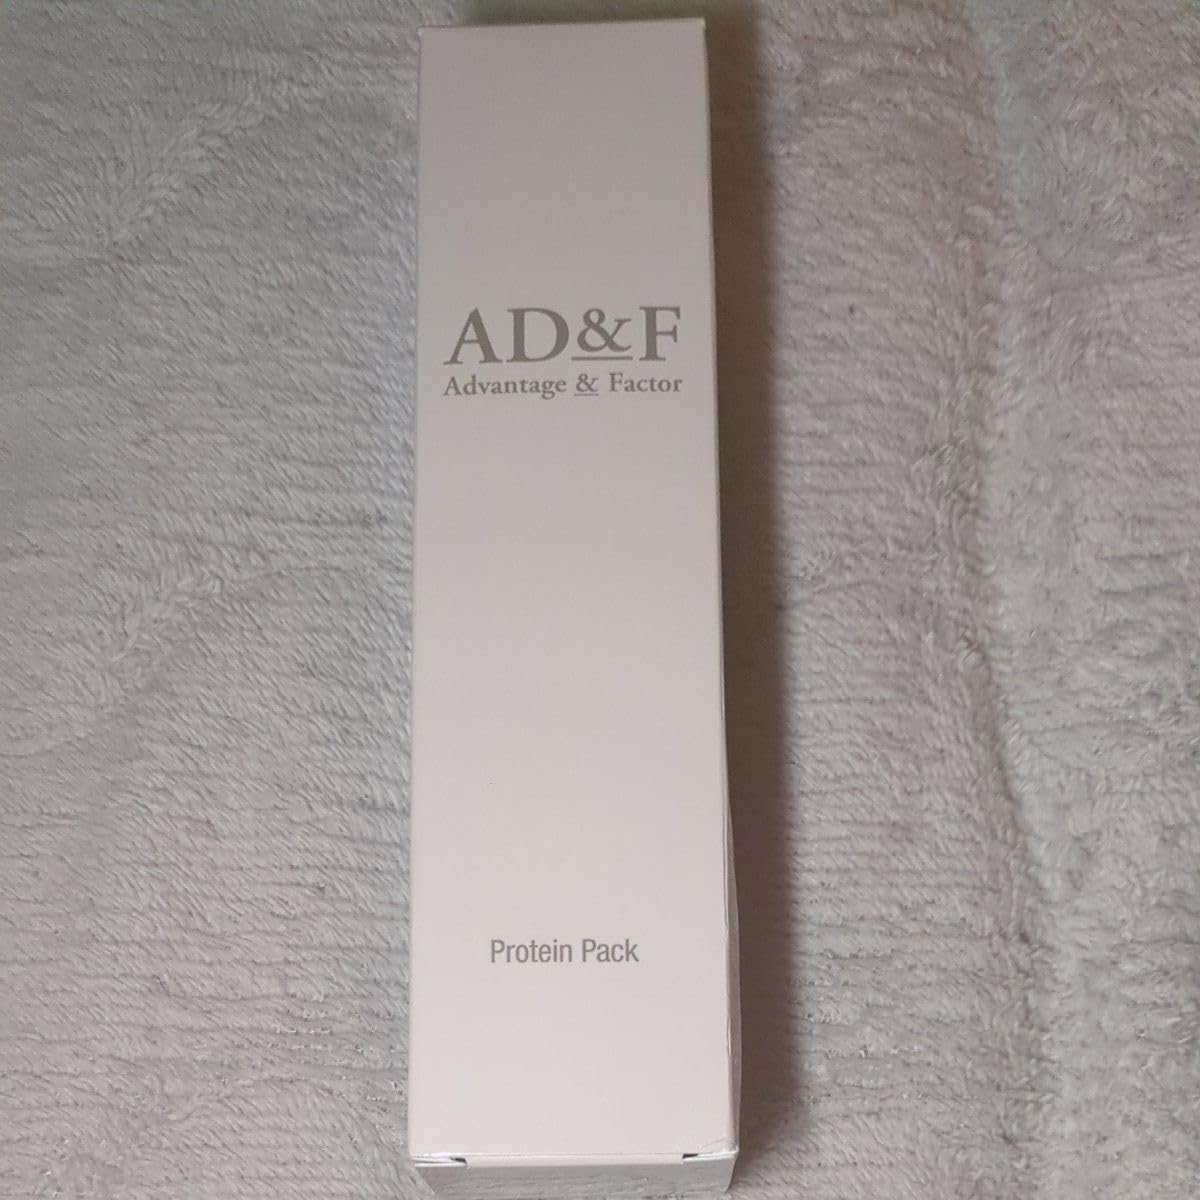 AD&F
Advantage & Factor
Protein Pack